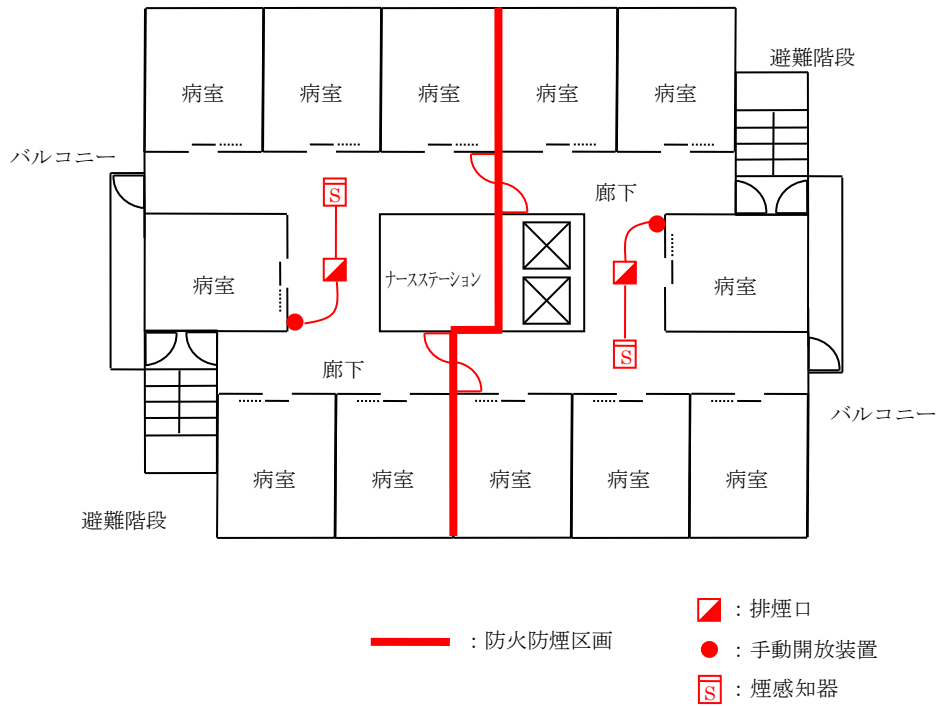 避難階段
病室
病室
病室
病室
病室
バルコニー
廊下
S
病室
ナースステーション
病室
S
廊下
バルコニー
病室
病室
病室
病室
病室
避難階段
：防火防煙区画
：排煙口
：手動開放装置
S
：煙感知器